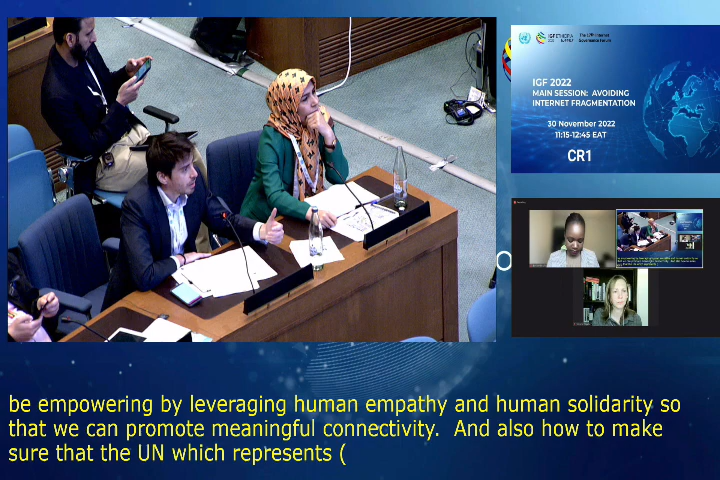 IGF 2022
MAIN SESSION: AVOIDING
INTERNET FRAGMENTATION
30 November 2022
11:15-12:45 EAT
CR1
be empowering by leveraging human empathy and human solidarity so
that we can promote meaningful connectivity.  And also how to make
sure that the UN which represents (